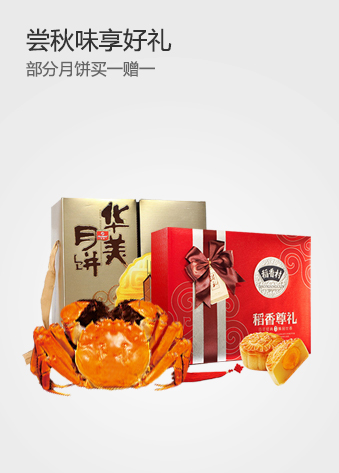 尝秋味享好礼
部分月饼买一赠一
华美
月饼
稻香村
稻香尊礼